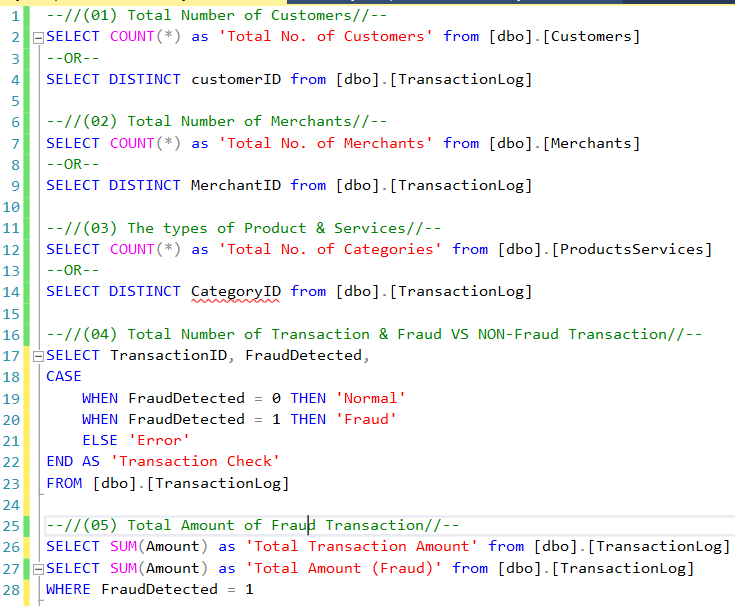 1 --//(01) Total Number of Customers//--
2 SELECT COUNT(*) as 'Total No. of Customers' from [dbo].[Customers]
3 --OR--
4 SELECT DISTINCT customerID from [dbo].[TransactionLog]
5
6 --//(02) Total Number of Merchants//--
7 SELECT COUNT(*) as 'Total No. of Merchants' from [dbo].[Merchants]
8 --OR--
9 SELECT DISTINCT MerchantID from [dbo].[TransactionLog]
10
11 --//(03) The types of Product & Services//--
12 SELECT COUNT(*) as 'Total No. of Categories' from [dbo].[ProductsServices]
13 --OR--
14 SELECT DISTINCT CategoryID from [dbo].[TransactionLog]
15
16 --//(04) Total Number of Transaction & Fraud VS NON-Fraud Transaction//--
17 SELECT TransactionID, FraudDetected,
18 CASE
19 WHEN FraudDetected = 0 THEN 'Normal'
20 WHEN FraudDetected = 1 THEN 'Fraud'
21 ELSE 'Error'
22 END AS 'Transaction Check'
23 FROM [dbo].[TransactionLog]
24
25 --//(05) Total Amount of Fraud Transaction//--
26 SELECT SUM(Amount) as 'Total Transaction Amount' from [dbo].[TransactionLog]
27 SELECT SUM(Amount) as 'Total Amount (Fraud)' from [dbo].[TransactionLog]
28 WHERE FraudDetected = 1